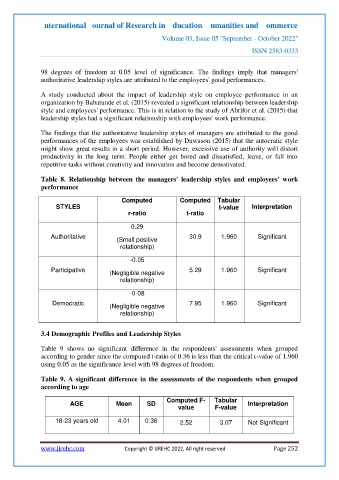 nternational ournal of Research in ducation umanities and ommerce
Volume 03, Issue 05 "September - October 2022"
ISSN 2583-0333
98 degrees of freedom at 0.05 level of significance. The findings imply that managers'
authoritative leadership styles are attributed to the employees' good performances.
A study conducted about the impact of leadership style on employee performance in an
organization by Babatunde et al. (2015) revealed a significant relationship between leadership
style and employees' performance. This is in relation to the study of Abrifor et al. (2015) that
leadership styles had a significant relationship with employees' work performance.
The findings that the authoritative leadership styles of managers are attributed to the good
performances of the employees was established by Dawason (2015) that the autocratic style
might show great results in a short period. However, excessive use of authority will distort
productivity in the long term. People either get bored and dissatisfied, leave, or fall into
repetitive tasks without creativity and innovation and become demotivated.
Table 8. Relationship between the managers' leadership styles and employees' work
performance
STYLES Computed r-ratio Computed t-ratio Tabular t-value Interpretation
Authoritative 0.29 (Small positive relationship) 30.9 1.960 Significant
Participative -0.05 (Negligible negative relationship) 5.29 1.960 Significant
Democratic -0-08 (Negligible negative relationship) 7.95 1.960 Significant
3.4 Demographic Profiles and Leadership Styles
Table 9 shows no significant difference in the respondents' assessments when grouped
according to gender since the computed t-ratio of 0.36 is less than the critical t-value of 1.960
using 0.05 as the significance level with 98 degrees of freedom.
Table 9. A significant difference in the assessments of the respondents when grouped
according to age
AGE Mean SD Computed F-value Tabular F-value Interpretation
18-23 years old 4.01 0.36 2.52 3.07 Not Significant
www.ijrehc.com Copyright © IJREHC 2022, All right reserved Page 252